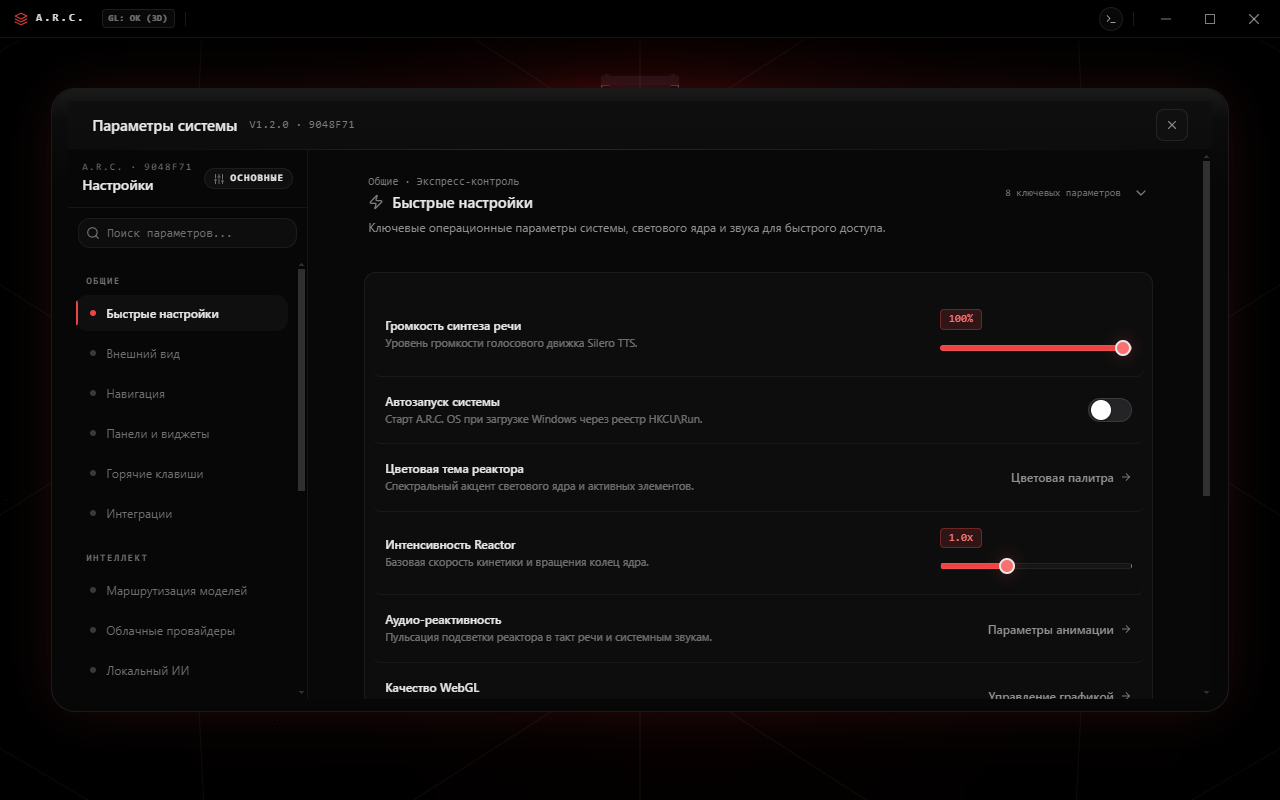 A.R.C.
GL: OK (3D)
Параметры системы
V1.2.0 · 9048F71
A.R.C. · 9048F71
Настройки
ОСНОВНЫЕ
Поиск параметров...
ОБЩИЕ
Быстрые настройки
Внешний вид
Навигация
Панели и виджеты
Горячие клавиши
Интеграции
ИНТЕЛЛЕКТ
Маршрутизация моделей
Облачные провайдеры
Локальный ИИ
Общие · Экспресс-контроль
Быстрые настройки
8 ключевых параметров
Ключевые операционные параметры системы, светового ядра и звука для быстрого доступа.
Громкость синтеза речи
Уровень громкости голосового движка Silero TTS.
100%
Автозапуск системы
Старт A.R.C. OS при загрузке Windows через реестр HKCU\Run.
Цветовая тема реактора
Спектральный акцент светового ядра и активных элементов.
Цветовая палитра →
Интенсивность Reactor
Базовая скорость кинетики и вращения колец ядра.
1.0x
Аудио-реактивность
Пульсация подсветки реактора в такт речи и системным звукам.
Параметры анимации →
Качество WebGL
Управление графикой →